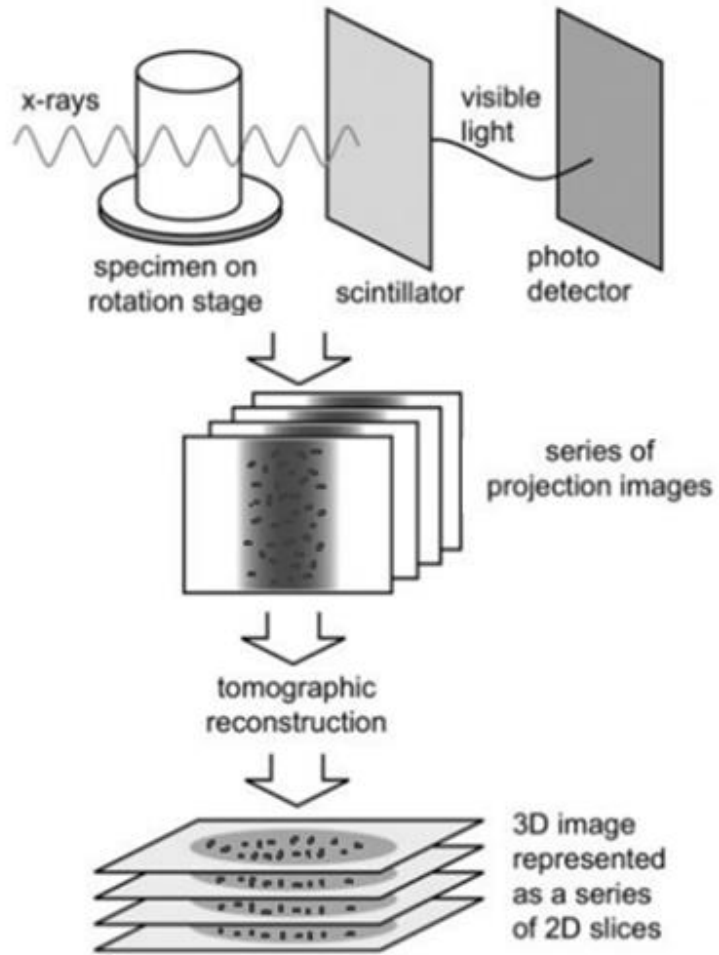 x-rays
visible
light
specimen on
rotation stage
scintillator
photo
detector
series of
projection images
tomographic
reconstruction
3D image
represented
as a series
of 2D slices